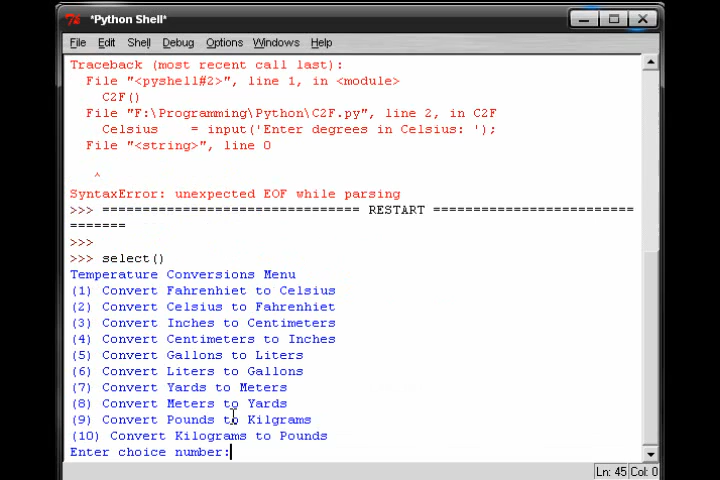 *Python Shell*
File Edit Shell Debug Options Windows Help
Traceback (most recent call last):
File "<pyshell#2>", line 1, in <module>
C2F()
File "F:\Programming\Python\C2F.py", line 2, in C2F
Celsius    = input('Enter degrees in Celsius: ');
File "<string>", line 0
^
SyntaxError: unexpected EOF while parsing
>>> ================================ RESTART =========================
=======
>>>
>>> select()
Temperature Conversions Menu
(1) Convert Fahrenhiet to Celsius
(2) Convert Celsius to Fahrenhiet
(3) Convert Inches to Centimeters
(4) Convert Centimeters to Inches
(5) Convert Gallons to Liters
(6) Convert Liters to Gallons
(7) Convert Yards to Meters
(8) Convert Meters to Yards
(9) Convert Pounds to Kilgrams
(10) Convert Kilograms to Pounds
Enter choice number:
Ln: 45 Col: 0